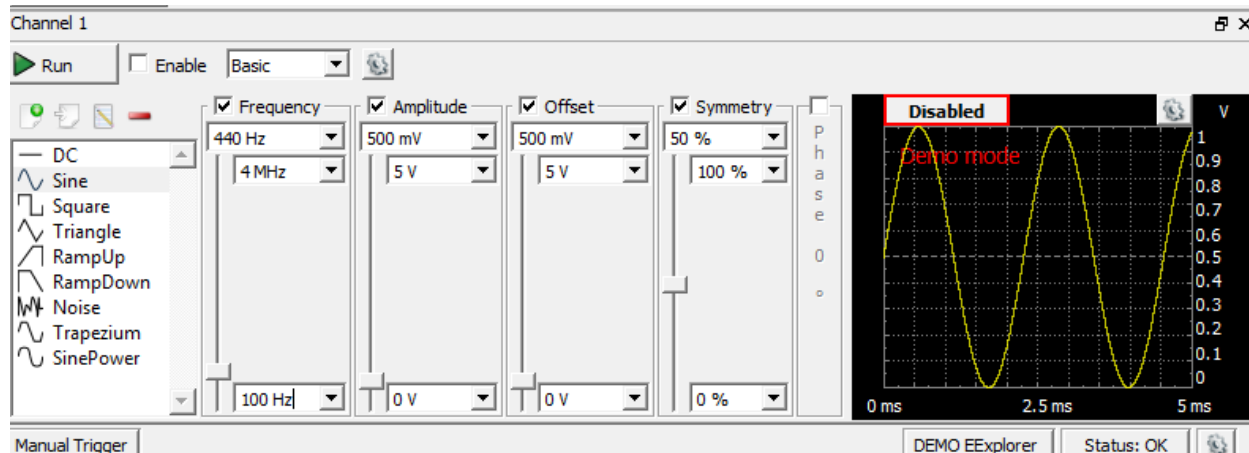 Channel 1
Run Enable Basic
Frequency Amplitude Offset Symmetry Phase 0 °
440 Hz 500 mV 500 mV 50 %
4 MHz 5 V 5 V 100 %
100 Hz 0 V 0 V 0 %
DC
Sine
Square
Triangle
RampUp
RampDown
Noise
Trapezium
SinePower
Disabled V
Demo mode
1
0.9
0.8
0.7
0.6
0.5
0.4
0.3
0.2
0.1
0
0 ms 2.5 ms 5 ms
Manual Trigger DEMO EExplorer Status: OK